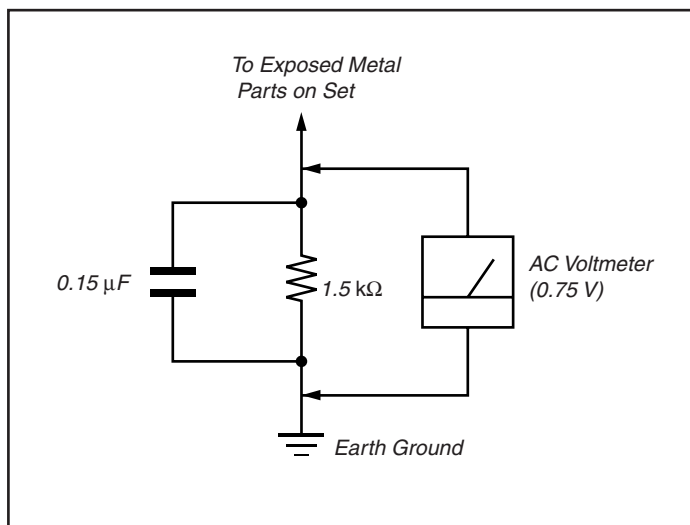 To Exposed Metal
Parts on Set
0.15 μF
1.5 kΩ
AC Voltmeter
(0.75 V)
Earth Ground